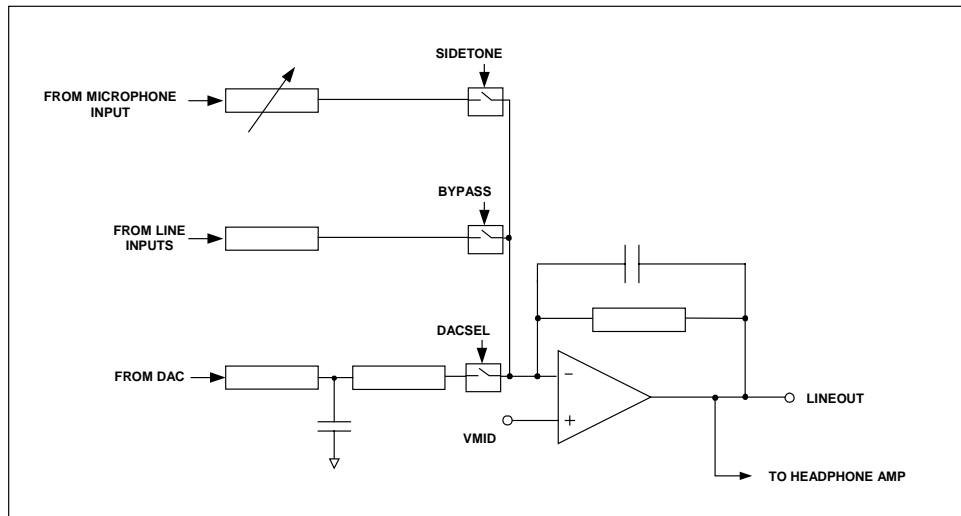 SIDETONE
FROM MICROPHONE
INPUT
BYPASS
FROM LINE
INPUTS
DACSEL
FROM DAC
−
+
VMID
LINEOUT
TO HEADPHONE AMP